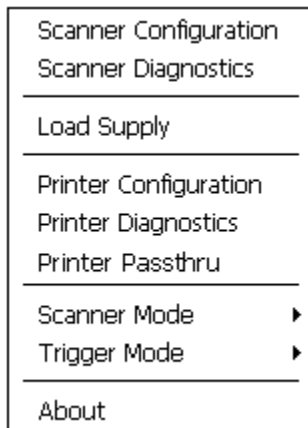 Scanner Configuration
Scanner Diagnostics
Load Supply
Printer Configuration
Printer Diagnostics
Printer Passthru
Scanner Mode
Trigger Mode
About